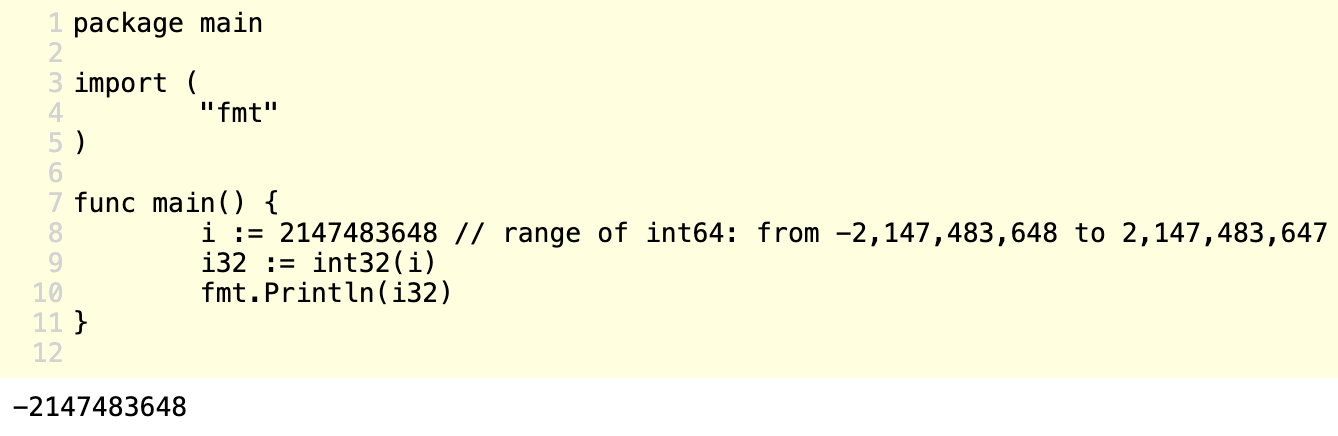 1 package main
2
3 import (
4 "fmt"
5 )
6
7 func main() {
8 i := 2147483648 // range of int64: from -2,147,483,648 to 2,147,483,647
9 i32 := int32(i)
10 fmt.Println(i32)
11 }
12
-2147483648